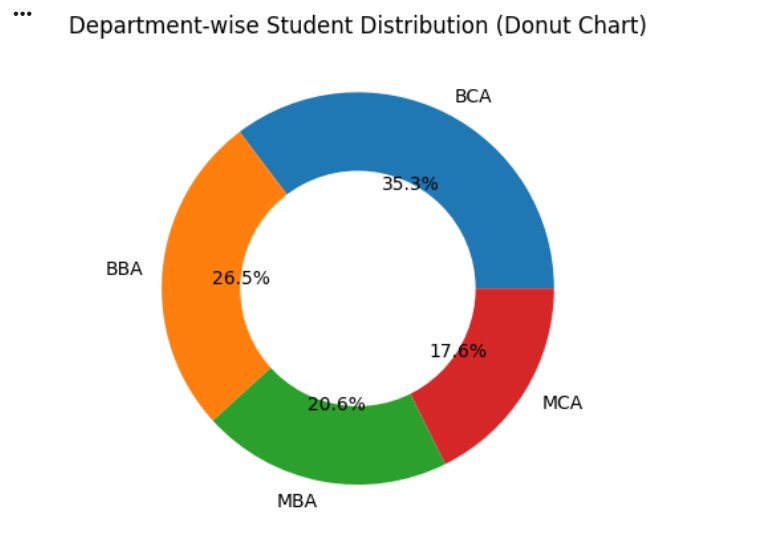 ...
Department-wise Student Distribution (Donut Chart)
BCA
35.3%
BBA
26.5%
17.6%
20.6%
MCA
MBA